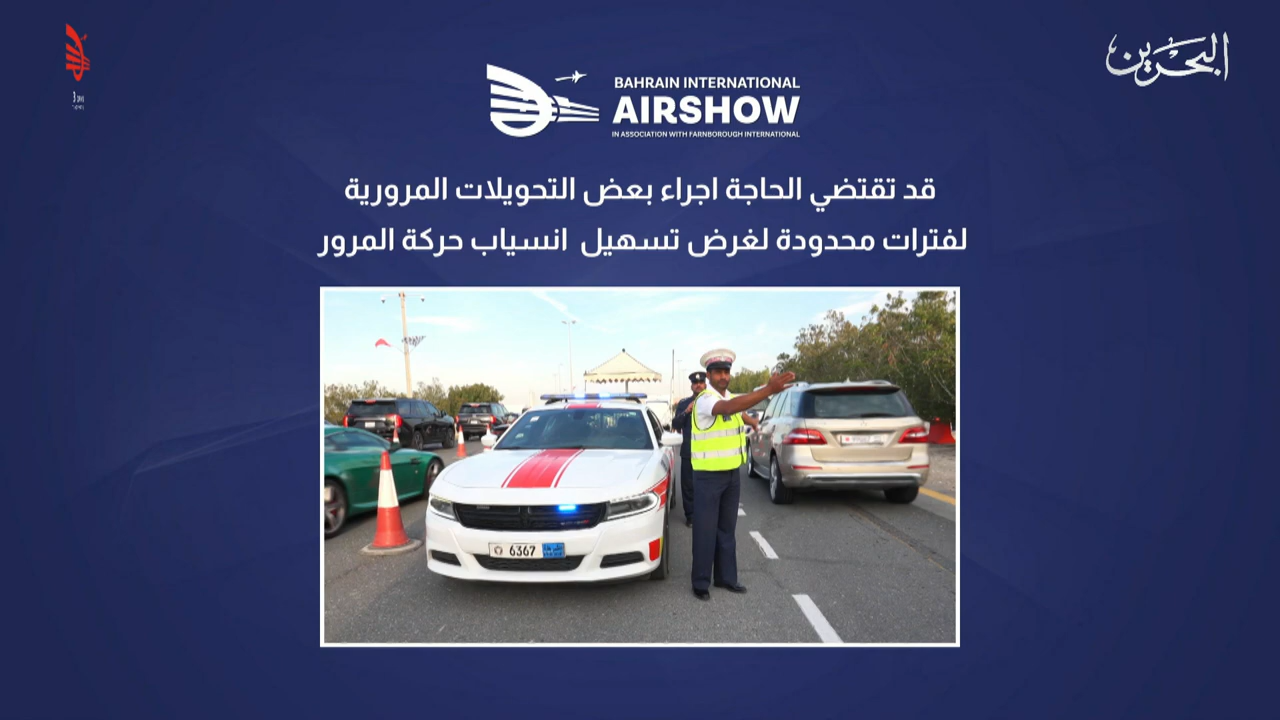 البحرين
BAHRAIN INTERNATIONAL
AIRSHOW
IN ASSOCIATION WITH FARNBOROUGH INTERNATIONAL
قد تقتضي الحاجة اجراء بعض التحويلات المرورية
لفترات محدودة لغرض تسهيل انسياب حركة المرور
6367